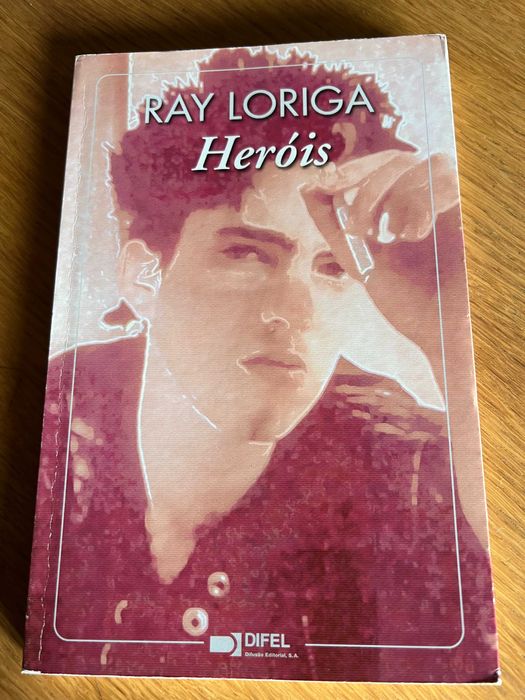 RAY LORIGA
Heróis
DIFEL
Difusão Editorial, S.A.